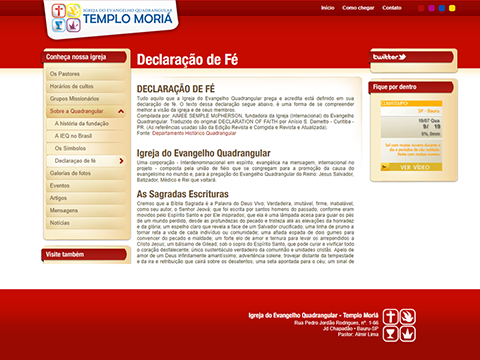 IGREJA DO EVANGELHO QUADRANGULAR
TEMPLO MORIÁ
Início
Como chegar
Contato
Conheça nossa igreja
Os Pastores
Horários de cultos
Grupos Missionários
Sobre a Quadrangular
A história da fundação
A IEQ no Brasil
Os Símbolos
Declaraçao de fé
Galerias de fotos
Eventos
Artigos
Mensagens
Notícias
Visite também
Declaração de Fé
DECLARAÇÃO DE FÉ
Tudo aquilo que a Igreja do Evangelho Quadrangular prega e acredita está definido em sua
declaração de fé. O texto dessa declaração segue abaixo, é uma forma de se compreender
melhor a visão da igreja e de seus membros.
Compilada por: AIMÉE SEMPLE McPHERSON, fundadora da Igreja (Internacional) do Evangelho
Quadrangular. Traduzido do original DECLARATION OF FAITH por Anísio S. Dametto - Curitiba -
PR. (As referências usadas são da Edição Revista e Corrigida e Revista e Atualizada).
Fonte: Departamento Histórico Quadrangular
Igreja do Evangelho Quadrangular
Uma corporação - Interdenominacional em espírito, evangélica na mensagem, internacional no
projeto - composta pela união de fiéis que se congregam para a promoção da causa do
evangelismo no mundo e, para a pregação do Evangelho Quadrangular do Reino. Jesus Salvador,
Batizador, Médico e Rei que voltará.
As Sagradas Escrituras
Cremos que a Bíblia Sagrada é a Palavra do Deus Vivo; Verdadeira, imutável, firme, inabalável,
como seu autor, o Senhor Jeová; que foi escrita por santos homens do passado, conforme eram
movidos pelo Espírito Santo e por Ele inspirador; que ela é uma lâmpada acesa para guiar os pés
de um mundo perdido, desde as profundezas do pecado e tristeza até as elevações da honradez
e da glória; um espelho claro que revela a face de um Salvador crucificado; uma linha de prumo a
tornar reta a vida de cada indivíduo ou comunidade; uma afiada espada de dois gumes para
convencer do pecado e maldade; um forte elo de amor e ternura para levar os arrependidos a
Cristo Jesus; um bálsamo de Gilead, sob o sopro do Espírito Santo, que pode curar e vivificar todo
o coração desfalecente; único sustentáculo verdadeiro da comunhão e unidades cristãs. Apelo de
amor de um Deus infinitamente amantíssimo; advertência solene, trovejar distante da tempestade
e da ira e retribuição que cairá sobre os desatentos; uma seta apontada para o céu; um sinal de
twitter
Fique por dentro
SP - Bauru
19/07 Qua
9/ 19
5% 0mm
VER VÍDEO
Igreja do Evangelho Quadrangular - Templo Moriá
Rua Pedro Jordão Rodrigues, nº. 1-66
Jd Chapadão - Bauru-SP
Pastor: Almir Lima